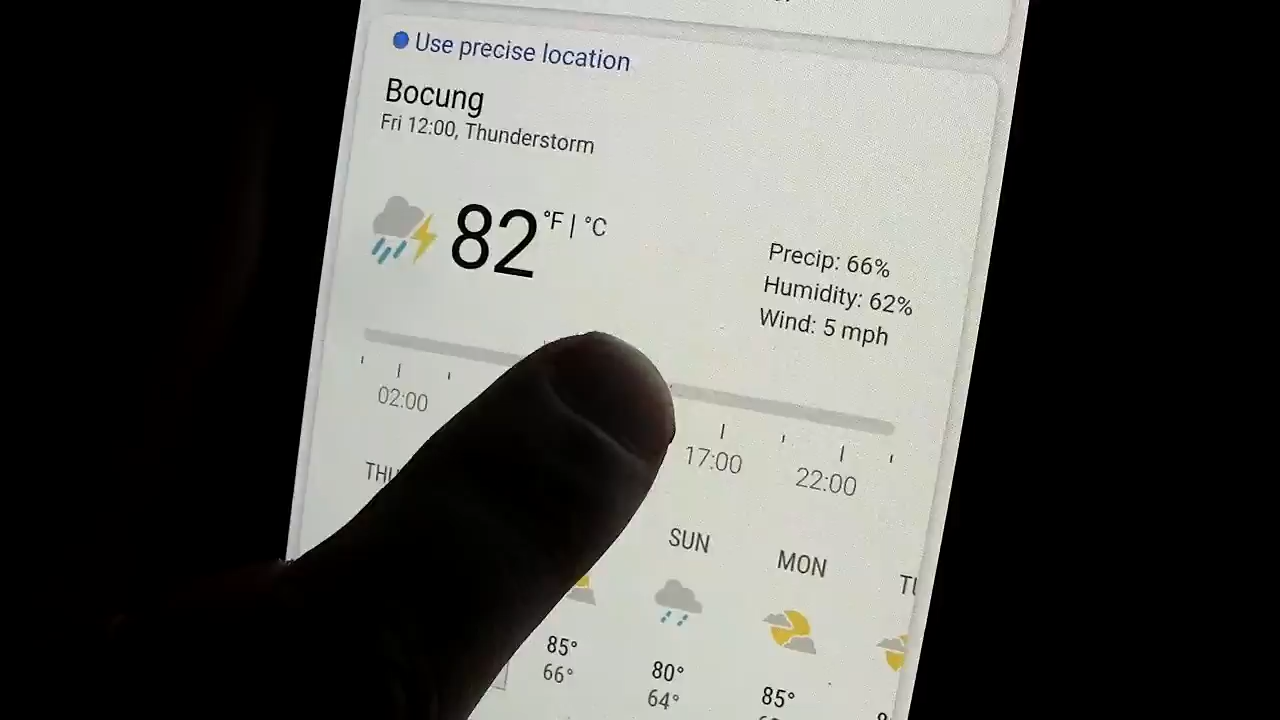 Use precise location
Bocung
Fri 12:00, Thunderstorm
82 °F | °C
Precip: 66%
Humidity: 62%
Wind: 5 mph
02:00
17:00
22:00
SUN
MON
85°
66°
80°
64°
85°